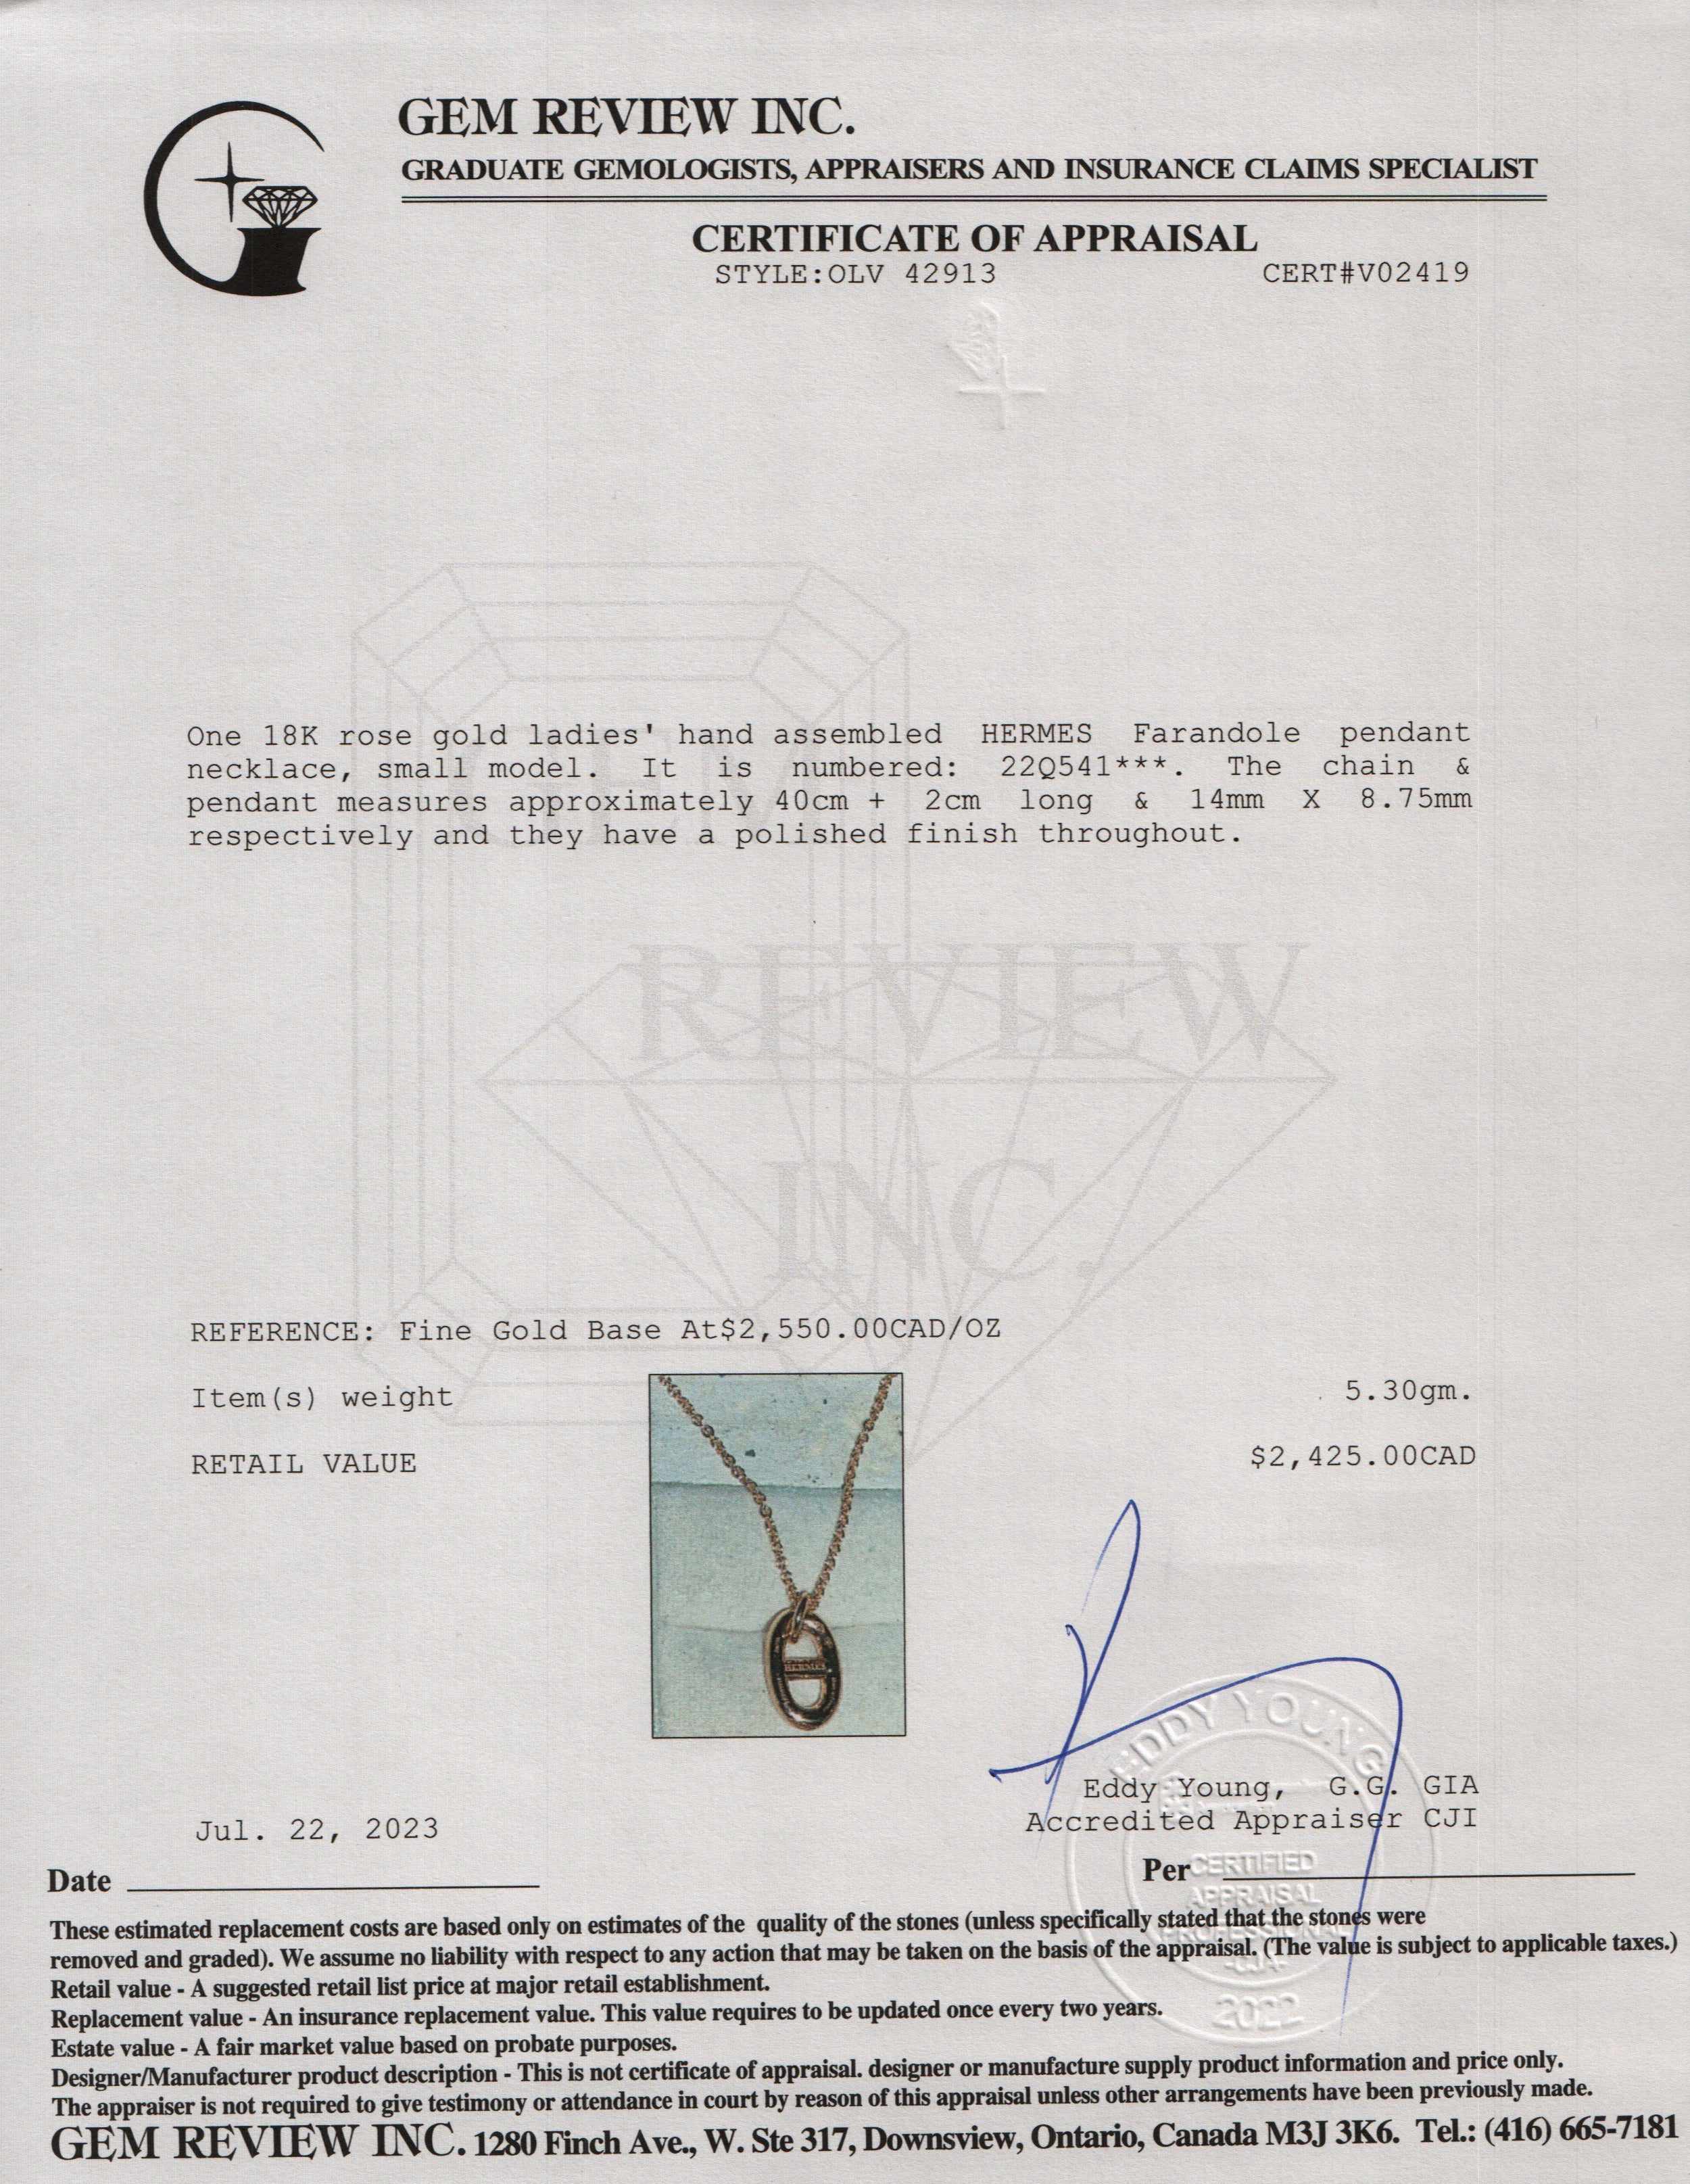 GEM REVIEW INC.
GRADUATE GEMOLOGISTS, APPRAISERS AND INSURANCE CLAIMS SPECIALIST
CERTIFICATE OF APPRAISAL
STYLE:OLV 42913 CERT#V02419
One 18K rose gold ladies' hand assembled HERMES Farandole pendant
necklace, small model. It is numbered: 22Q541***. The chain &
pendant measures approximately 40cm + 2cm long & 14mm X 8.75mm
respectively and they have a polished finish throughout.
REVIEW
INC.
REFERENCE: Fine Gold Base At$2,550.00CAD/OZ
Item(s) weight 5.30gm.
RETAIL VALUE $2,425.00CAD
HERMES
EDDY YOUNG
Eddy Young, G.G. GIA
Accredited Appraiser CJI
Jul. 22, 2023
Date
Per
CERTIFIED
APPRAISAL
PROFESSIONAL
-CJA-
2022
These estimated replacement costs are based only on estimates of the quality of the stones (unless specifically stated that the stones were
removed and graded). We assume no liability with respect to any action that may be taken on the basis of the appraisal. (The value is subject to applicable taxes.)
Retail value - A suggested retail list price at major retail establishment.
Replacement value - An insurance replacement value. This value requires to be updated once every two years.
Estate value - A fair market value based on probate purposes.
Designer/Manufacturer product description - This is not certificate of appraisal. designer or manufacture supply product information and price only.
The appraiser is not required to give testimony or attendance in court by reason of this appraisal unless other arrangements have been previously made.
GEM REVIEW INC. 1280 Finch Ave., W. Ste 317, Downsview, Ontario, Canada M3J 3K6. Tel.: (416) 665-7181